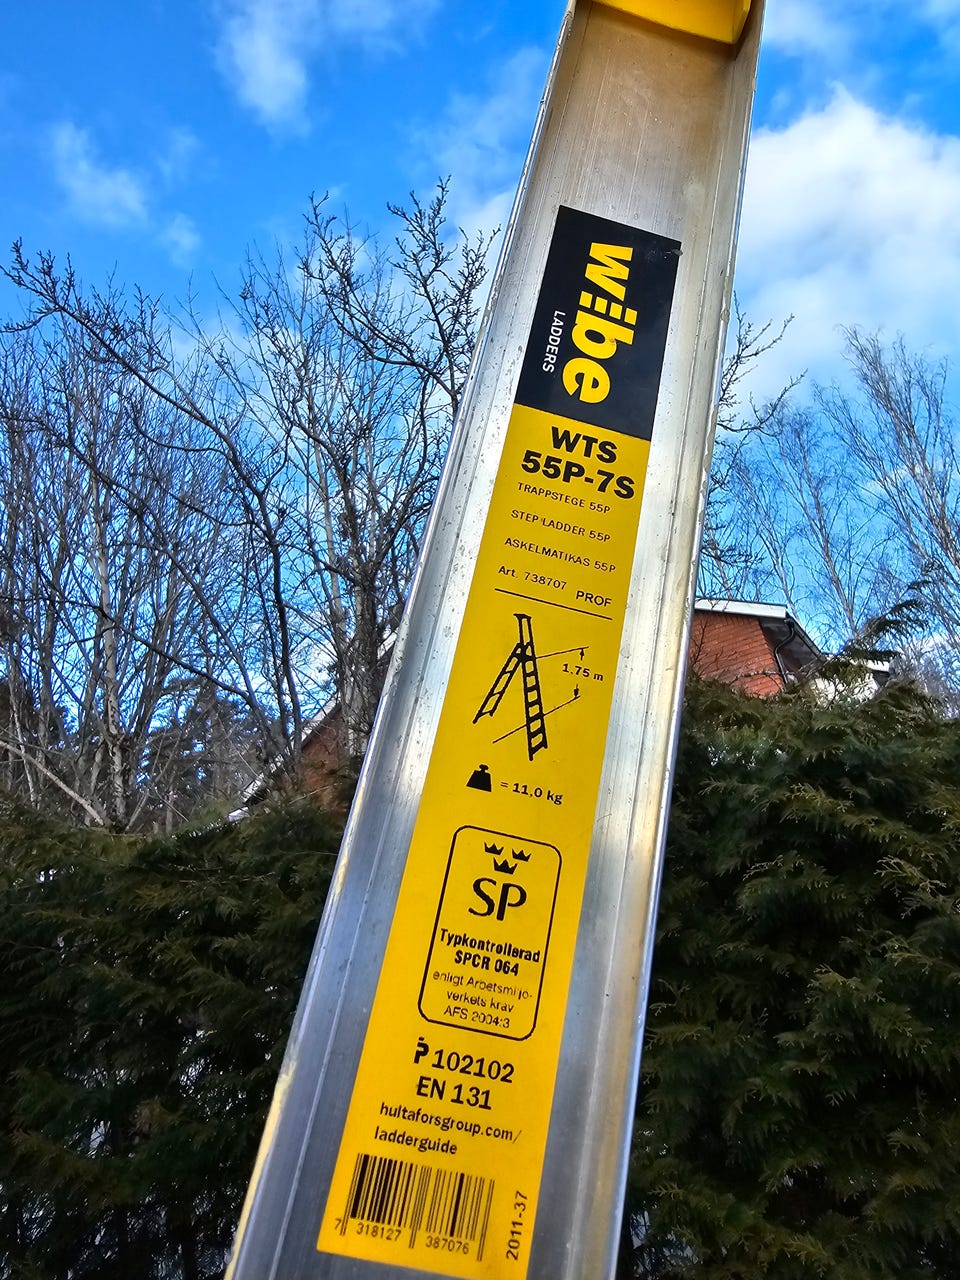 wibe
LADDERS
WTS
55P-7S
TRAPPSTEGE 55P
STEP LADDER 55P
ASKELMATIKAS 55P
Art. 738707 PROF
1,75 m
= 11,0 kg
SP
Typkontrollerad
SPCR 064
enligt Arbetsmiljö-
verkets krav
AFS 2004:3
P 102102
EN 131
hultaforsgroup.com/
ladderguide
7 318127 387076
2011-37